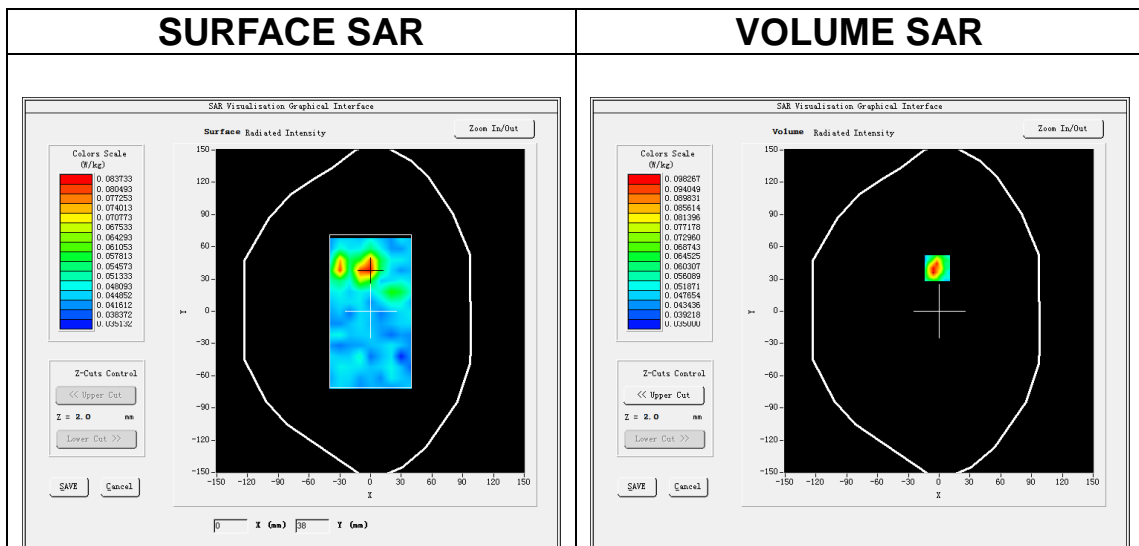 SURFACE SAR
VOLUME SAR
SAR Visualisation Graphical Interface
Surface Radiated Intensity
Zoom In/Out
Colors Scale
(W/kg)
0.083733
0.080493
0.077253
0.074013
0.070773
0.067533
0.064293
0.061053
0.057813
0.054573
0.051333
0.048093
0.044852
0.041612
0.038372
0.035132
150
120
90
60
30
0
-30
-60
-90
-120
-150
Y
-150 -120 -90 -60 -30 0 30 60 90 120 150
X
Z-Cuts Control
<< Upper Cut
Z = 2.0 mm
Lower Cut >>
SAVE Cancel
0 X (mm) 38 Y (mm)
SAR Visualisation Graphical Interface
Volume Radiated Intensity
Zoom In/Out
Colors Scale
(W/kg)
0.098267
0.094049
0.089831
0.085614
0.081396
0.077178
0.072960
0.068743
0.064525
0.060307
0.056089
0.051871
0.047654
0.043436
0.039218
0.035000
150
120
90
60
30
0
-30
-60
-90
-120
-150
Y
-150 -120 -90 -60 -30 0 30 60 90 120 150
X
Z-Cuts Control
<< Upper Cut
Z = 2.0 mm
Lower Cut >>
SAVE Cancel